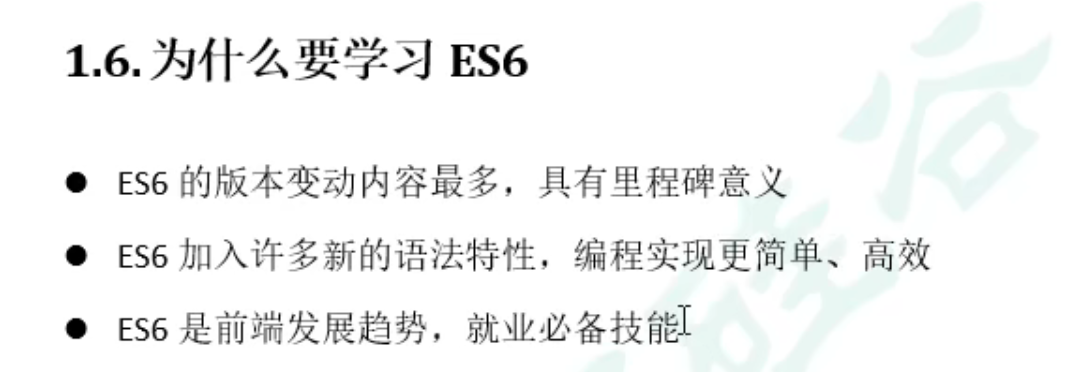 1.6.为什么要学习 ES6
● ES6 的版本变动内容最多，具有里程碑意义
● ES6 加入许多新的语法特性，编程实现更简单、高效
● ES6 是前端发展趋势，就业必备技能
硅谷